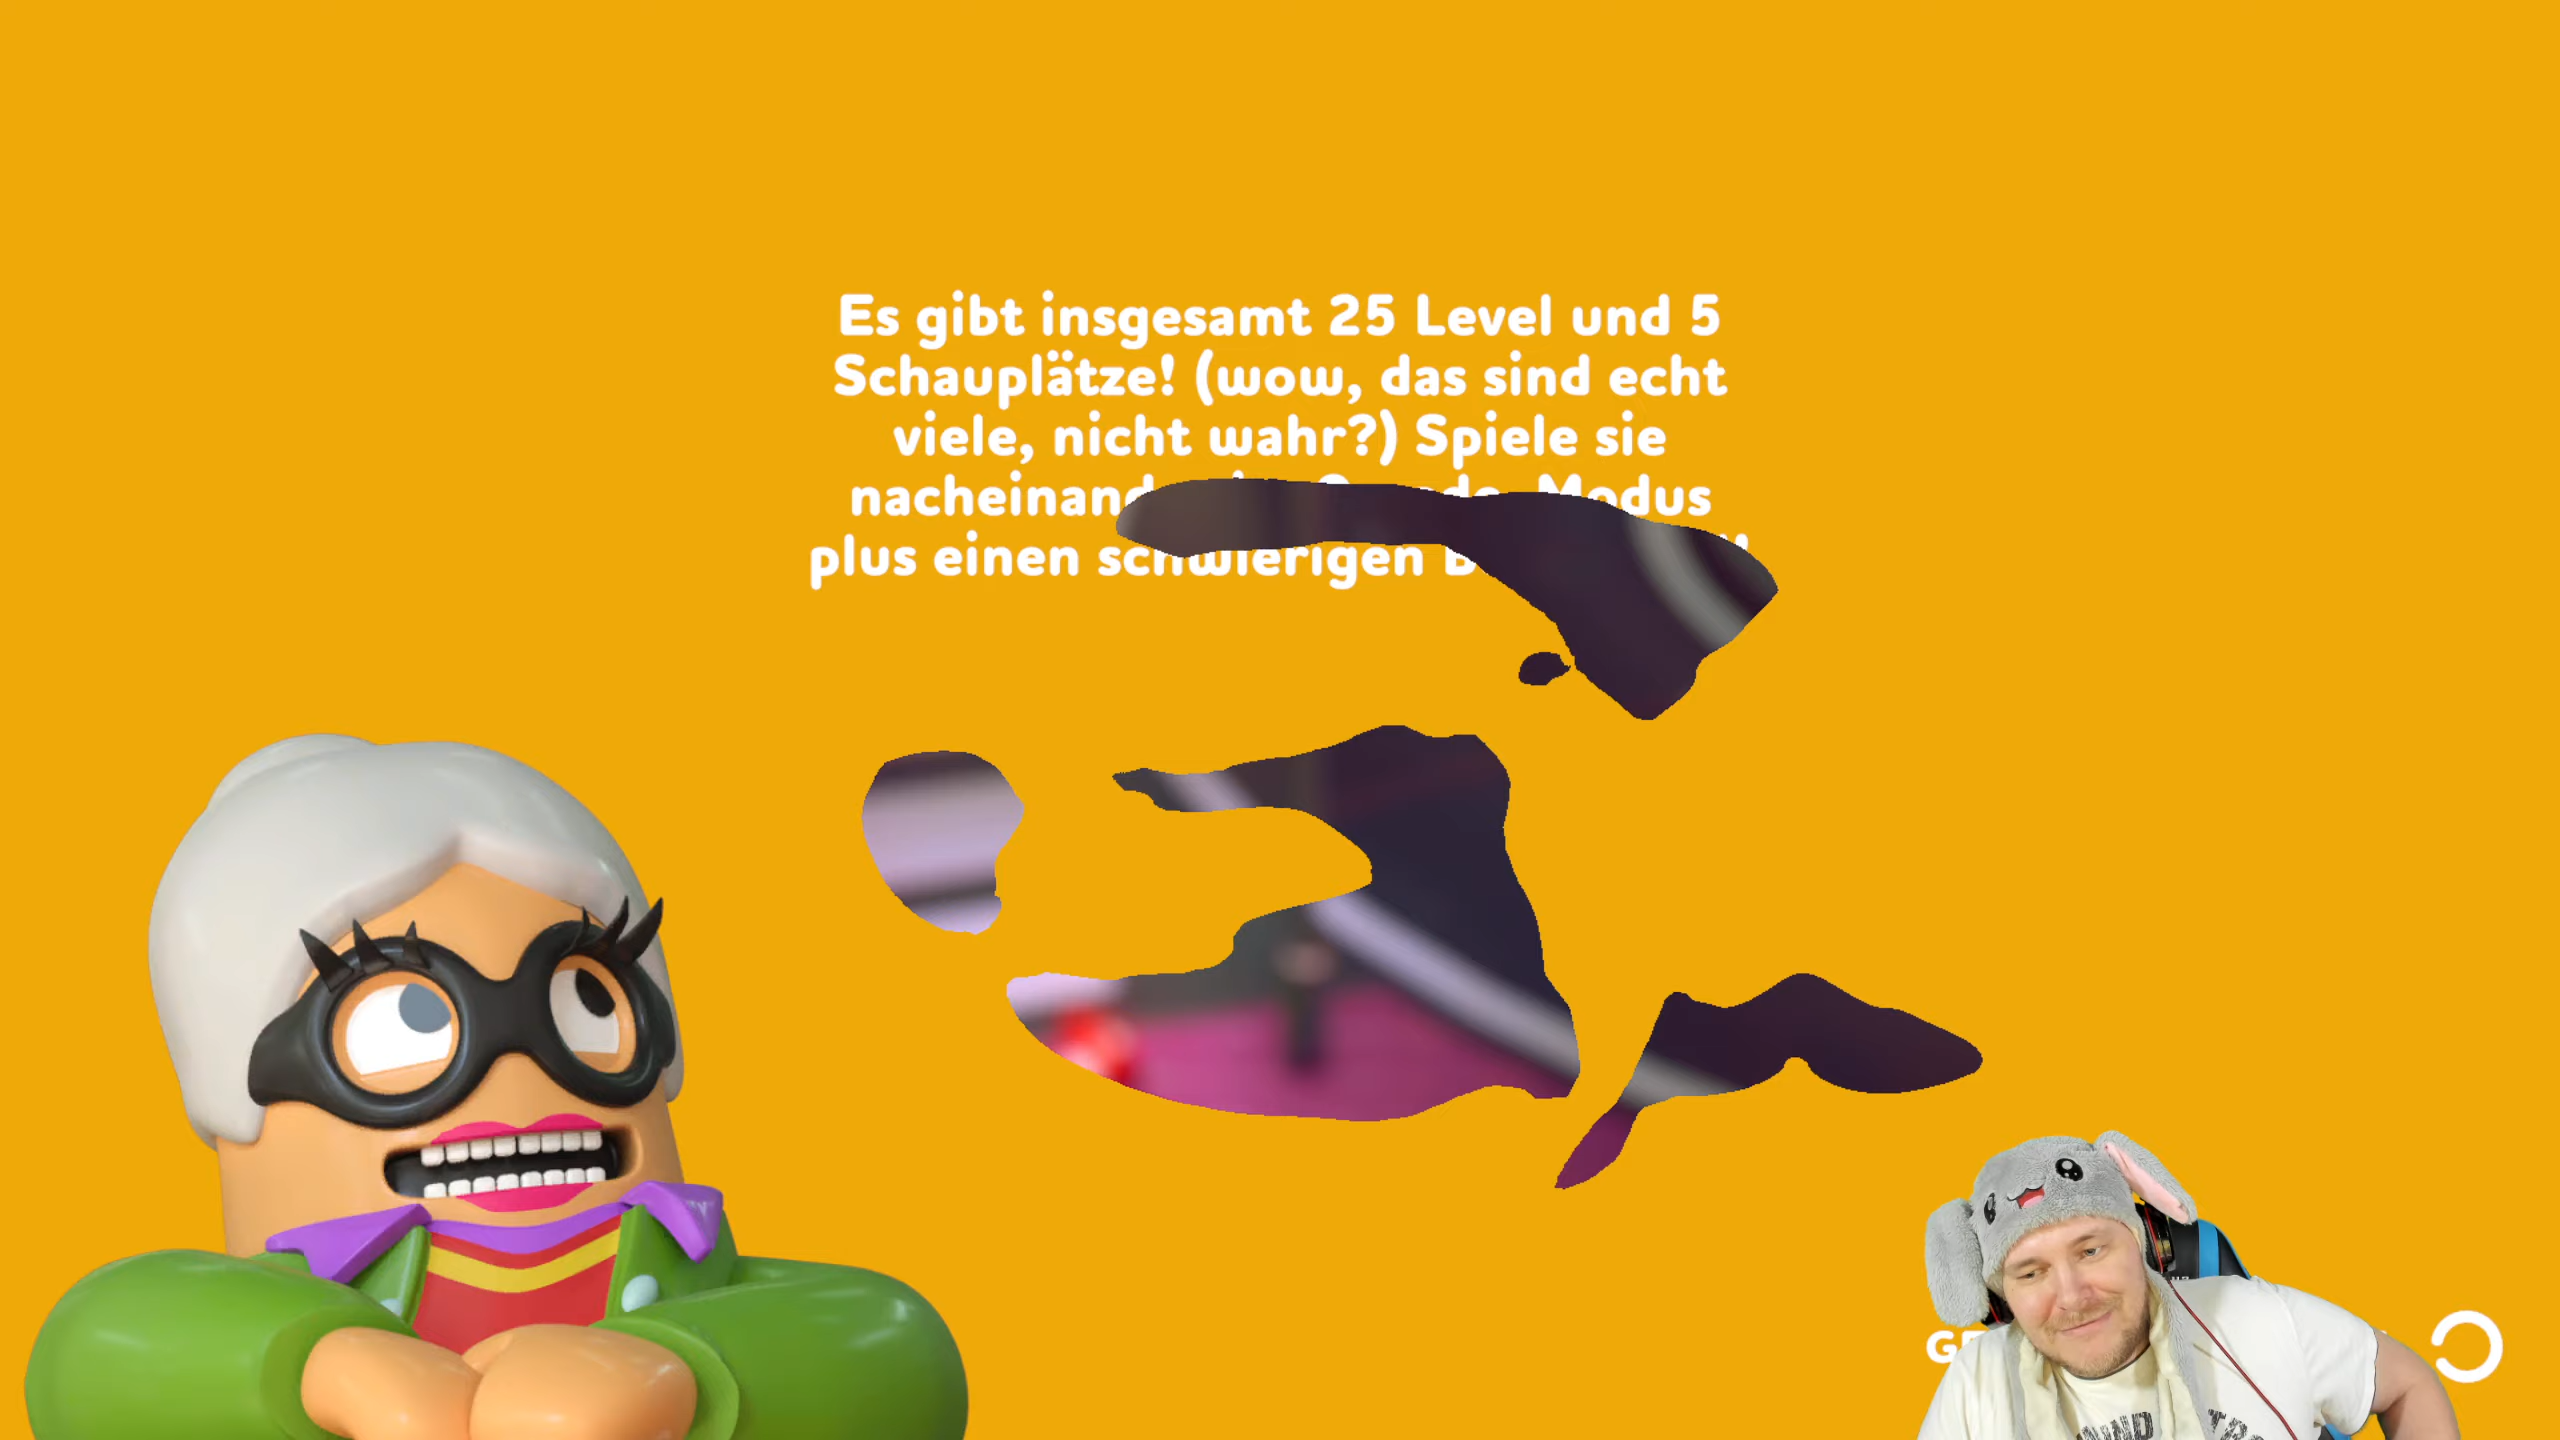 Es gibt insgesamt 25 Level und 5
Schauplätze! (wow, das sind echt
viele, nicht wahr?) Spiele sie
Modus
plus einen schwierigen